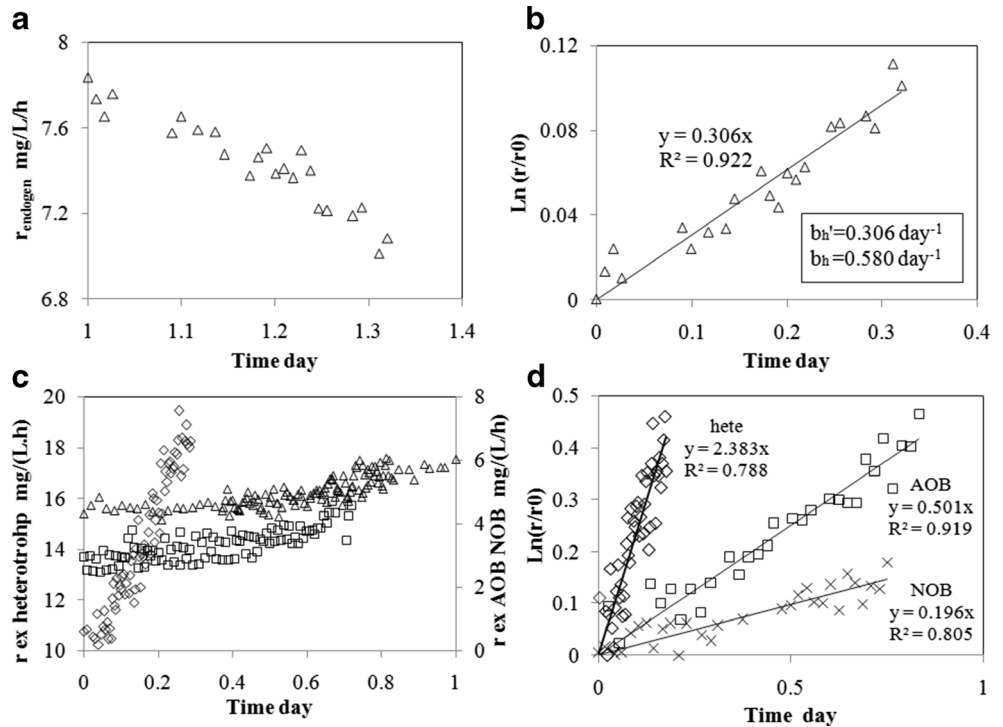 a
8
7.6
7.2
6.8
r endogen mg/L/h
1
1.1
1.2
1.3
1.4
Time day
b
0.12
0.08
0.04
0
Ln (r/r0)
y = 0.306x
R² = 0.922
bh'=0.306 day-1
bh=0.580 day-1
0
0.1
0.2
0.3
0.4
Time day
c
20
18
16
14
12
10
r ex heterotrohp mg/(L.h)
8
6
4
2
0
r ex AOB NOB mg/(L/h)
0
0.2
0.4
0.6
0.8
1
Time day
d
0.5
0.4
0.3
0.2
0.1
0
Ln(r/r0)
hete
y = 2.383x
R² = 0.788
AOB
y = 0.501x
R² = 0.919
NOB
y = 0.196x
R² = 0.805
0
0.5
1
Time day